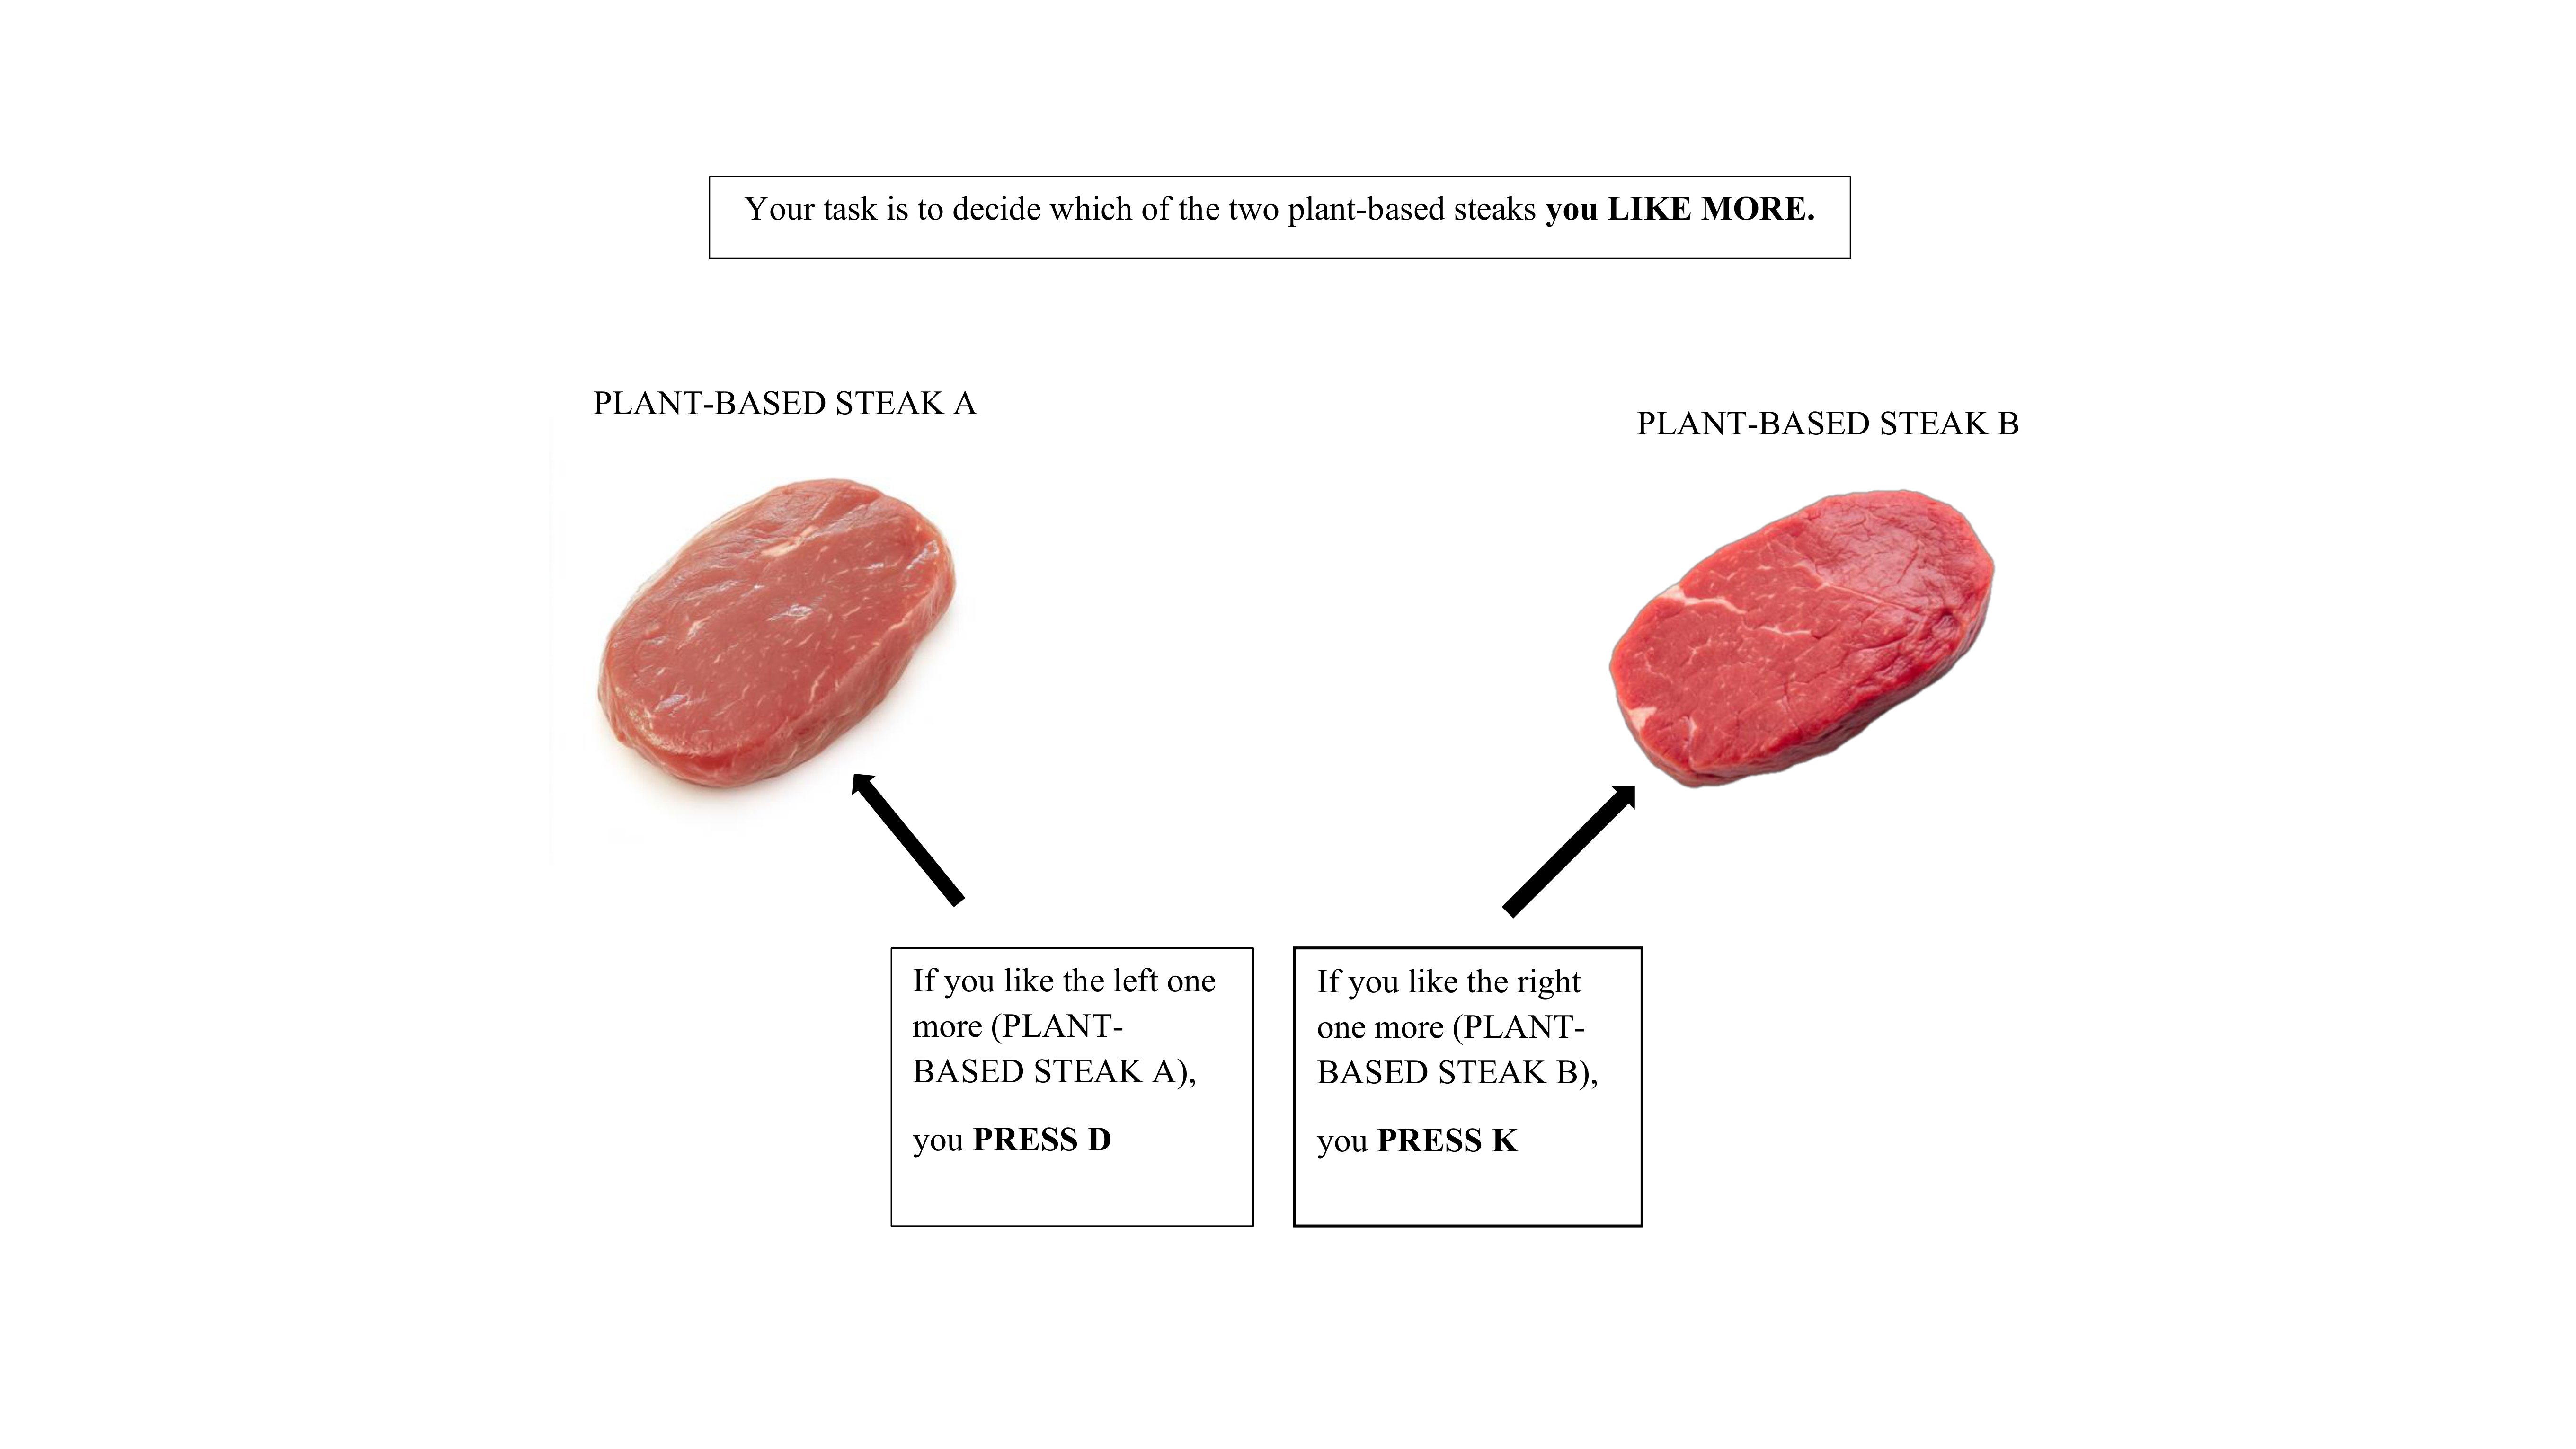 Your task is to decide which of the two plant-based steaks you LIKE MORE.
PLANT-BASED STEAK A
PLANT-BASED STEAK B
If you like the left one
more (PLANT-
BASED STEAK A),
you PRESS D
If you like the right
one more (PLANT-
BASED STEAK B),
you PRESS K